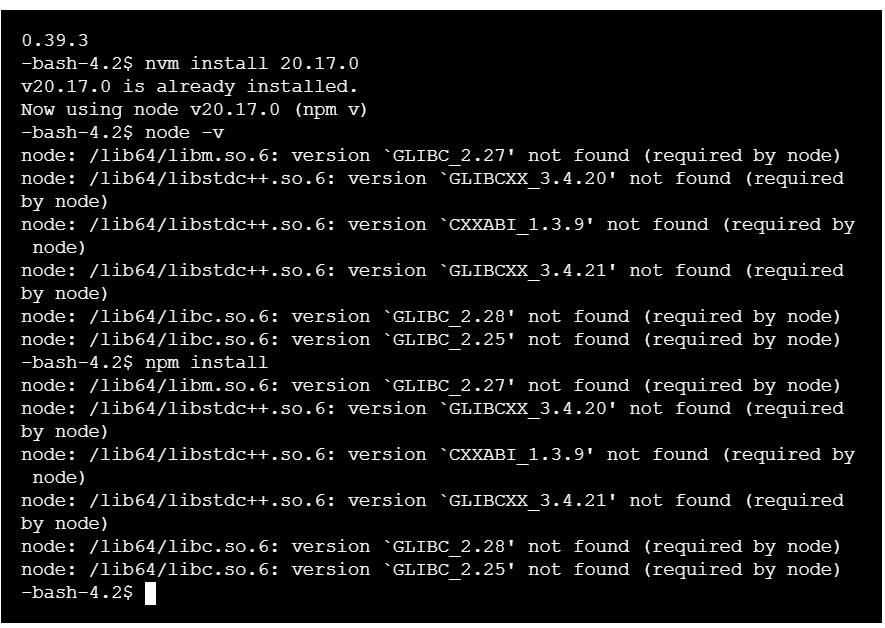 0.39.3
-bash-4.2$ nvm install 20.17.0
v20.17.0 is already installed.
Now using node v20.17.0 (npm v)
-bash-4.2$ node -v
node: /lib64/libm.so.6: version `GLIBC_2.27' not found (required by node)
node: /lib64/libstdc++.so.6: version `GLIBCXX_3.4.20' not found (required
by node)
node: /lib64/libstdc++.so.6: version `CXXABI_1.3.9' not found (required by
 node)
node: /lib64/libstdc++.so.6: version `GLIBCXX_3.4.21' not found (required
by node)
node: /lib64/libc.so.6: version `GLIBC_2.28' not found (required by node)
node: /lib64/libc.so.6: version `GLIBC_2.25' not found (required by node)
-bash-4.2$ npm install
node: /lib64/libm.so.6: version `GLIBC_2.27' not found (required by node)
node: /lib64/libstdc++.so.6: version `GLIBCXX_3.4.20' not found (required
by node)
node: /lib64/libstdc++.so.6: version `CXXABI_1.3.9' not found (required by
 node)
node: /lib64/libstdc++.so.6: version `GLIBCXX_3.4.21' not found (required
by node)
node: /lib64/libc.so.6: version `GLIBC_2.28' not found (required by node)
node: /lib64/libc.so.6: version `GLIBC_2.25' not found (required by node)
-bash-4.2$